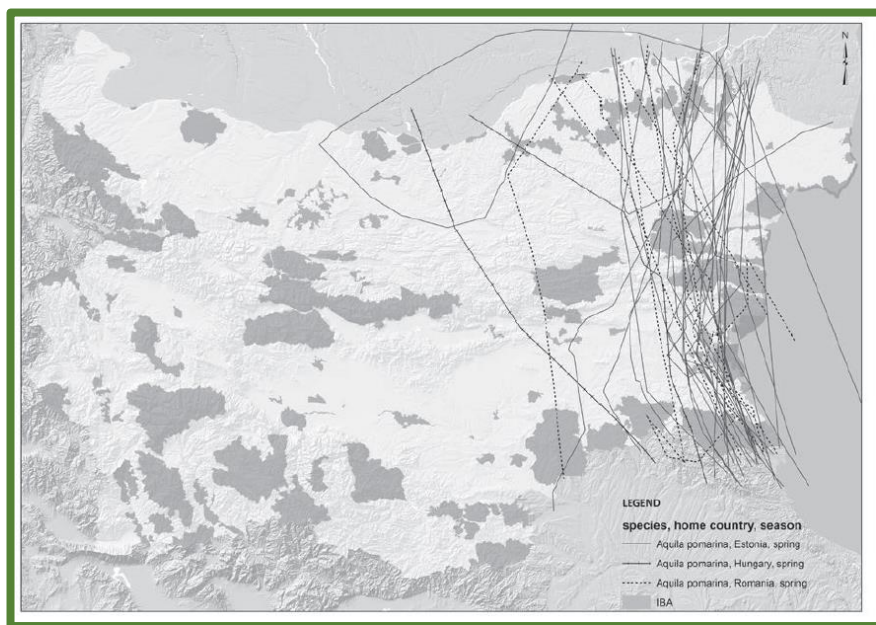 N
LEGEND
species, home country, season
Aquila pomarina, Estonia, spring
Aquila pomarina, Hungary, spring
Aquila pomarina, Romania, spring
IBA